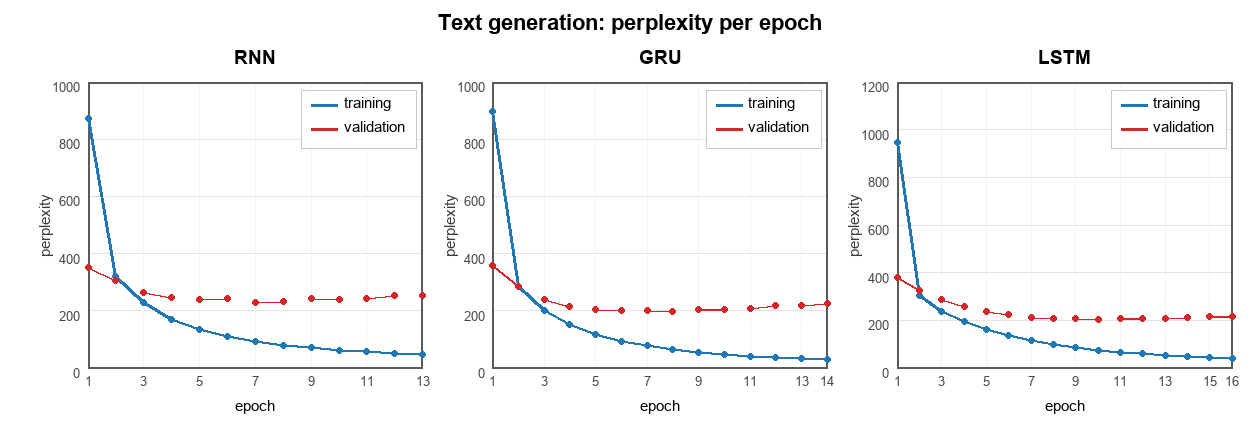 Text generation: perplexity per epoch
RNN
1000
800
600
400
200
0
perplexity
training
validation
1 3 5 7 9 11 13
epoch
GRU
1000
800
600
400
200
0
perplexity
training
validation
1 3 5 7 9 11 13 14
epoch
LSTM
1200
1000
800
600
400
200
0
perplexity
training
validation
1 3 5 7 9 11 13 15 16
epoch